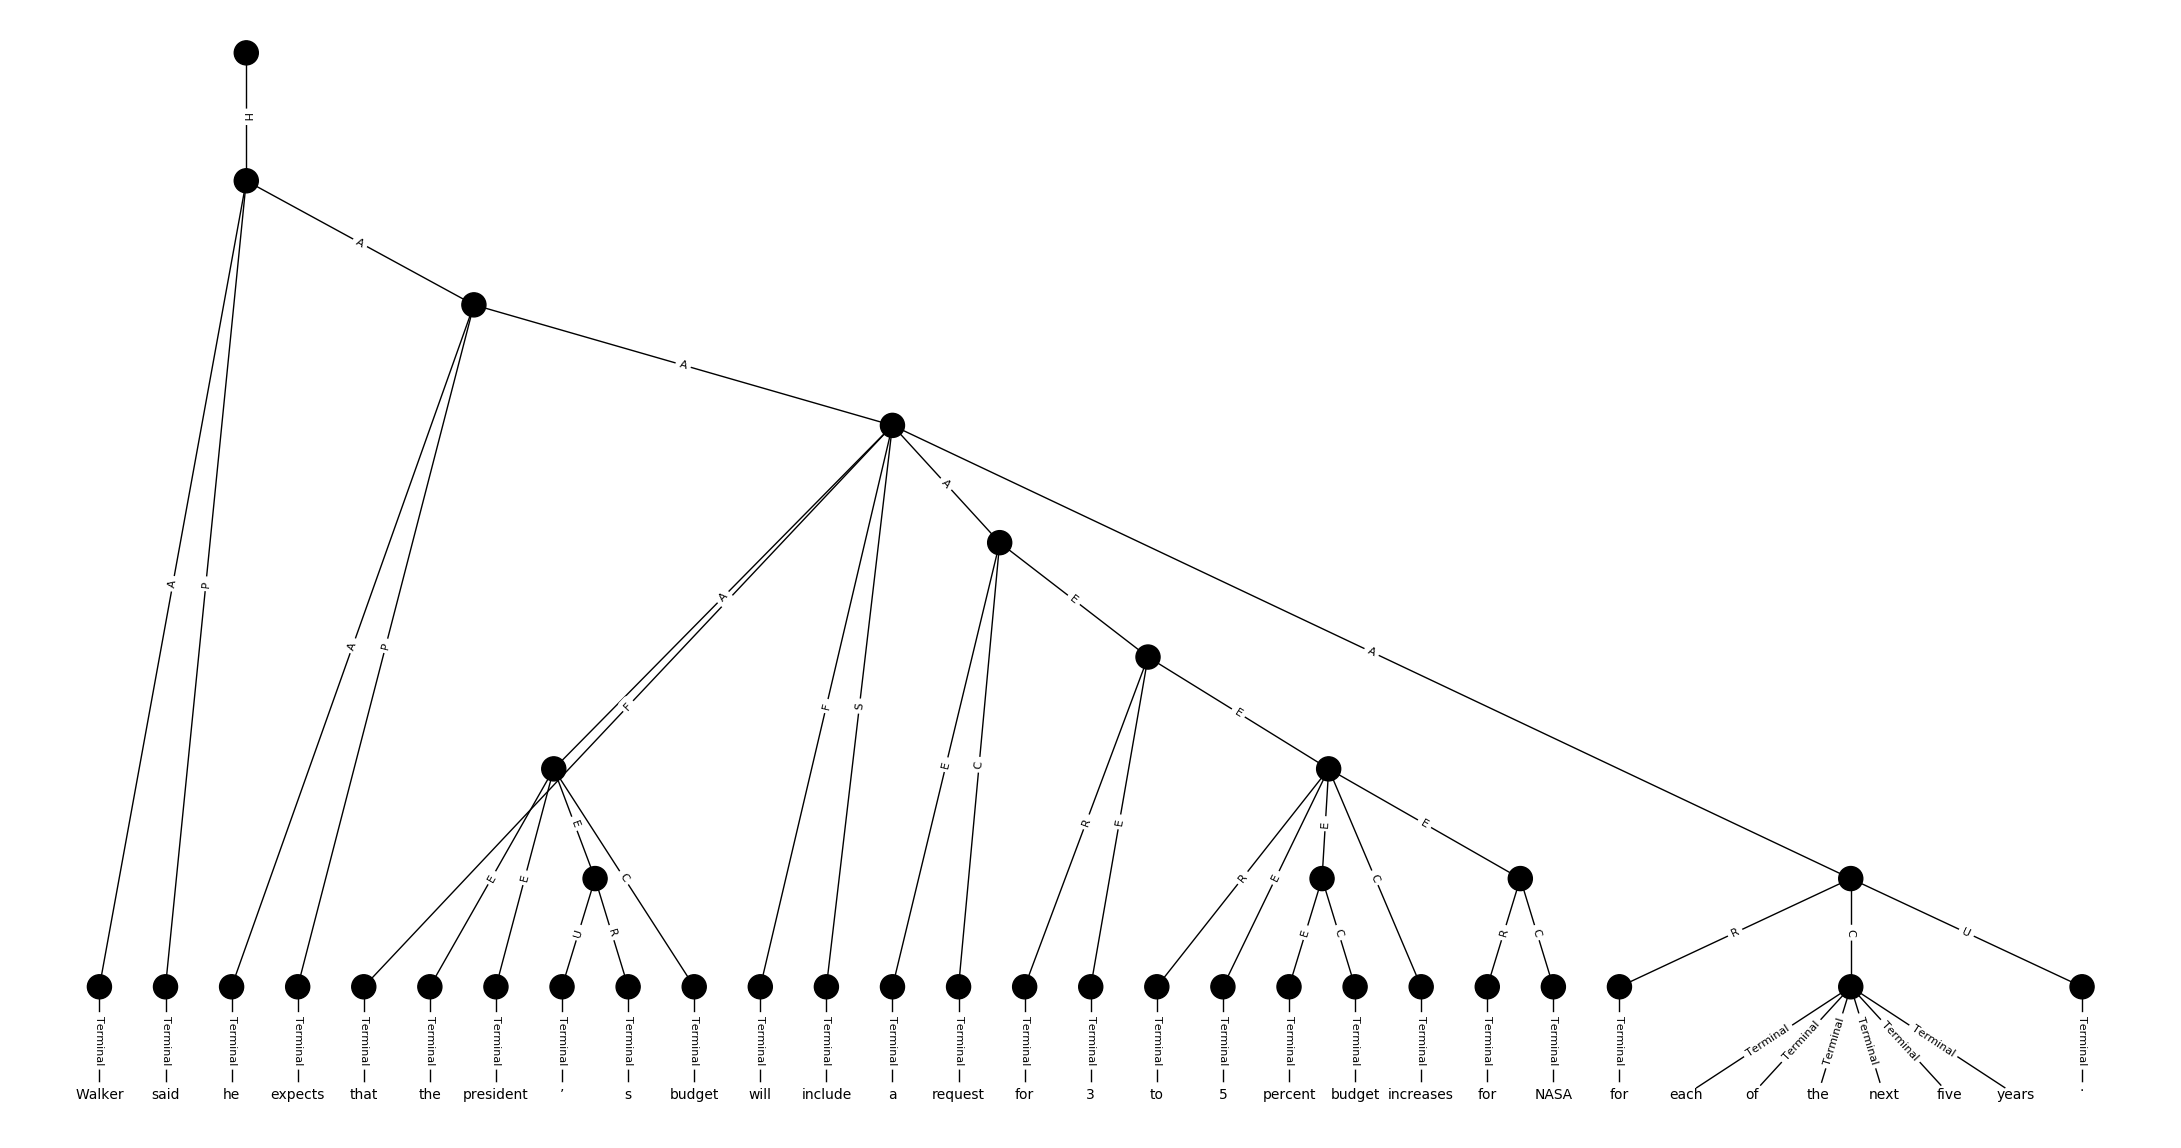 H
A
A
A
A
P
A
E
A
A
P
E
A
F
F
S
E
C
R
E
E
E
E
E
E
C
R
E
E
C
E
U
R
E
C
R
C
R
C
U
Terminal Terminal Terminal Terminal Terminal Terminal Terminal Terminal Terminal Terminal Terminal Terminal Terminal Terminal Terminal Terminal Terminal Terminal Terminal Terminal Terminal Terminal Terminal Terminal Terminal Terminal Terminal Terminal Terminal Terminal Terminal
Walker said he expects that the president ' s budget will include a request for 3 to 5 percent budget increases for NASA for each of the next five years .